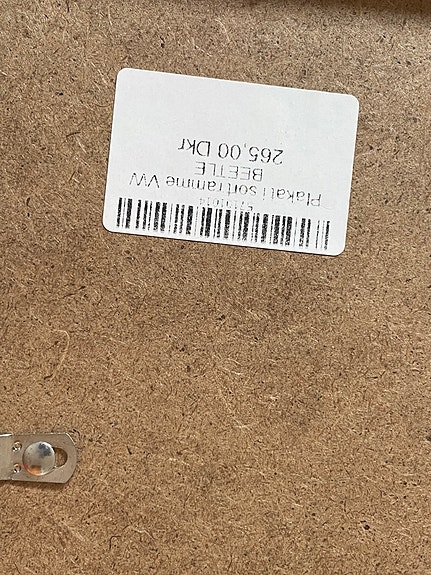 Plakat i sort ramme VW
BEETLE
265,00 Dkr